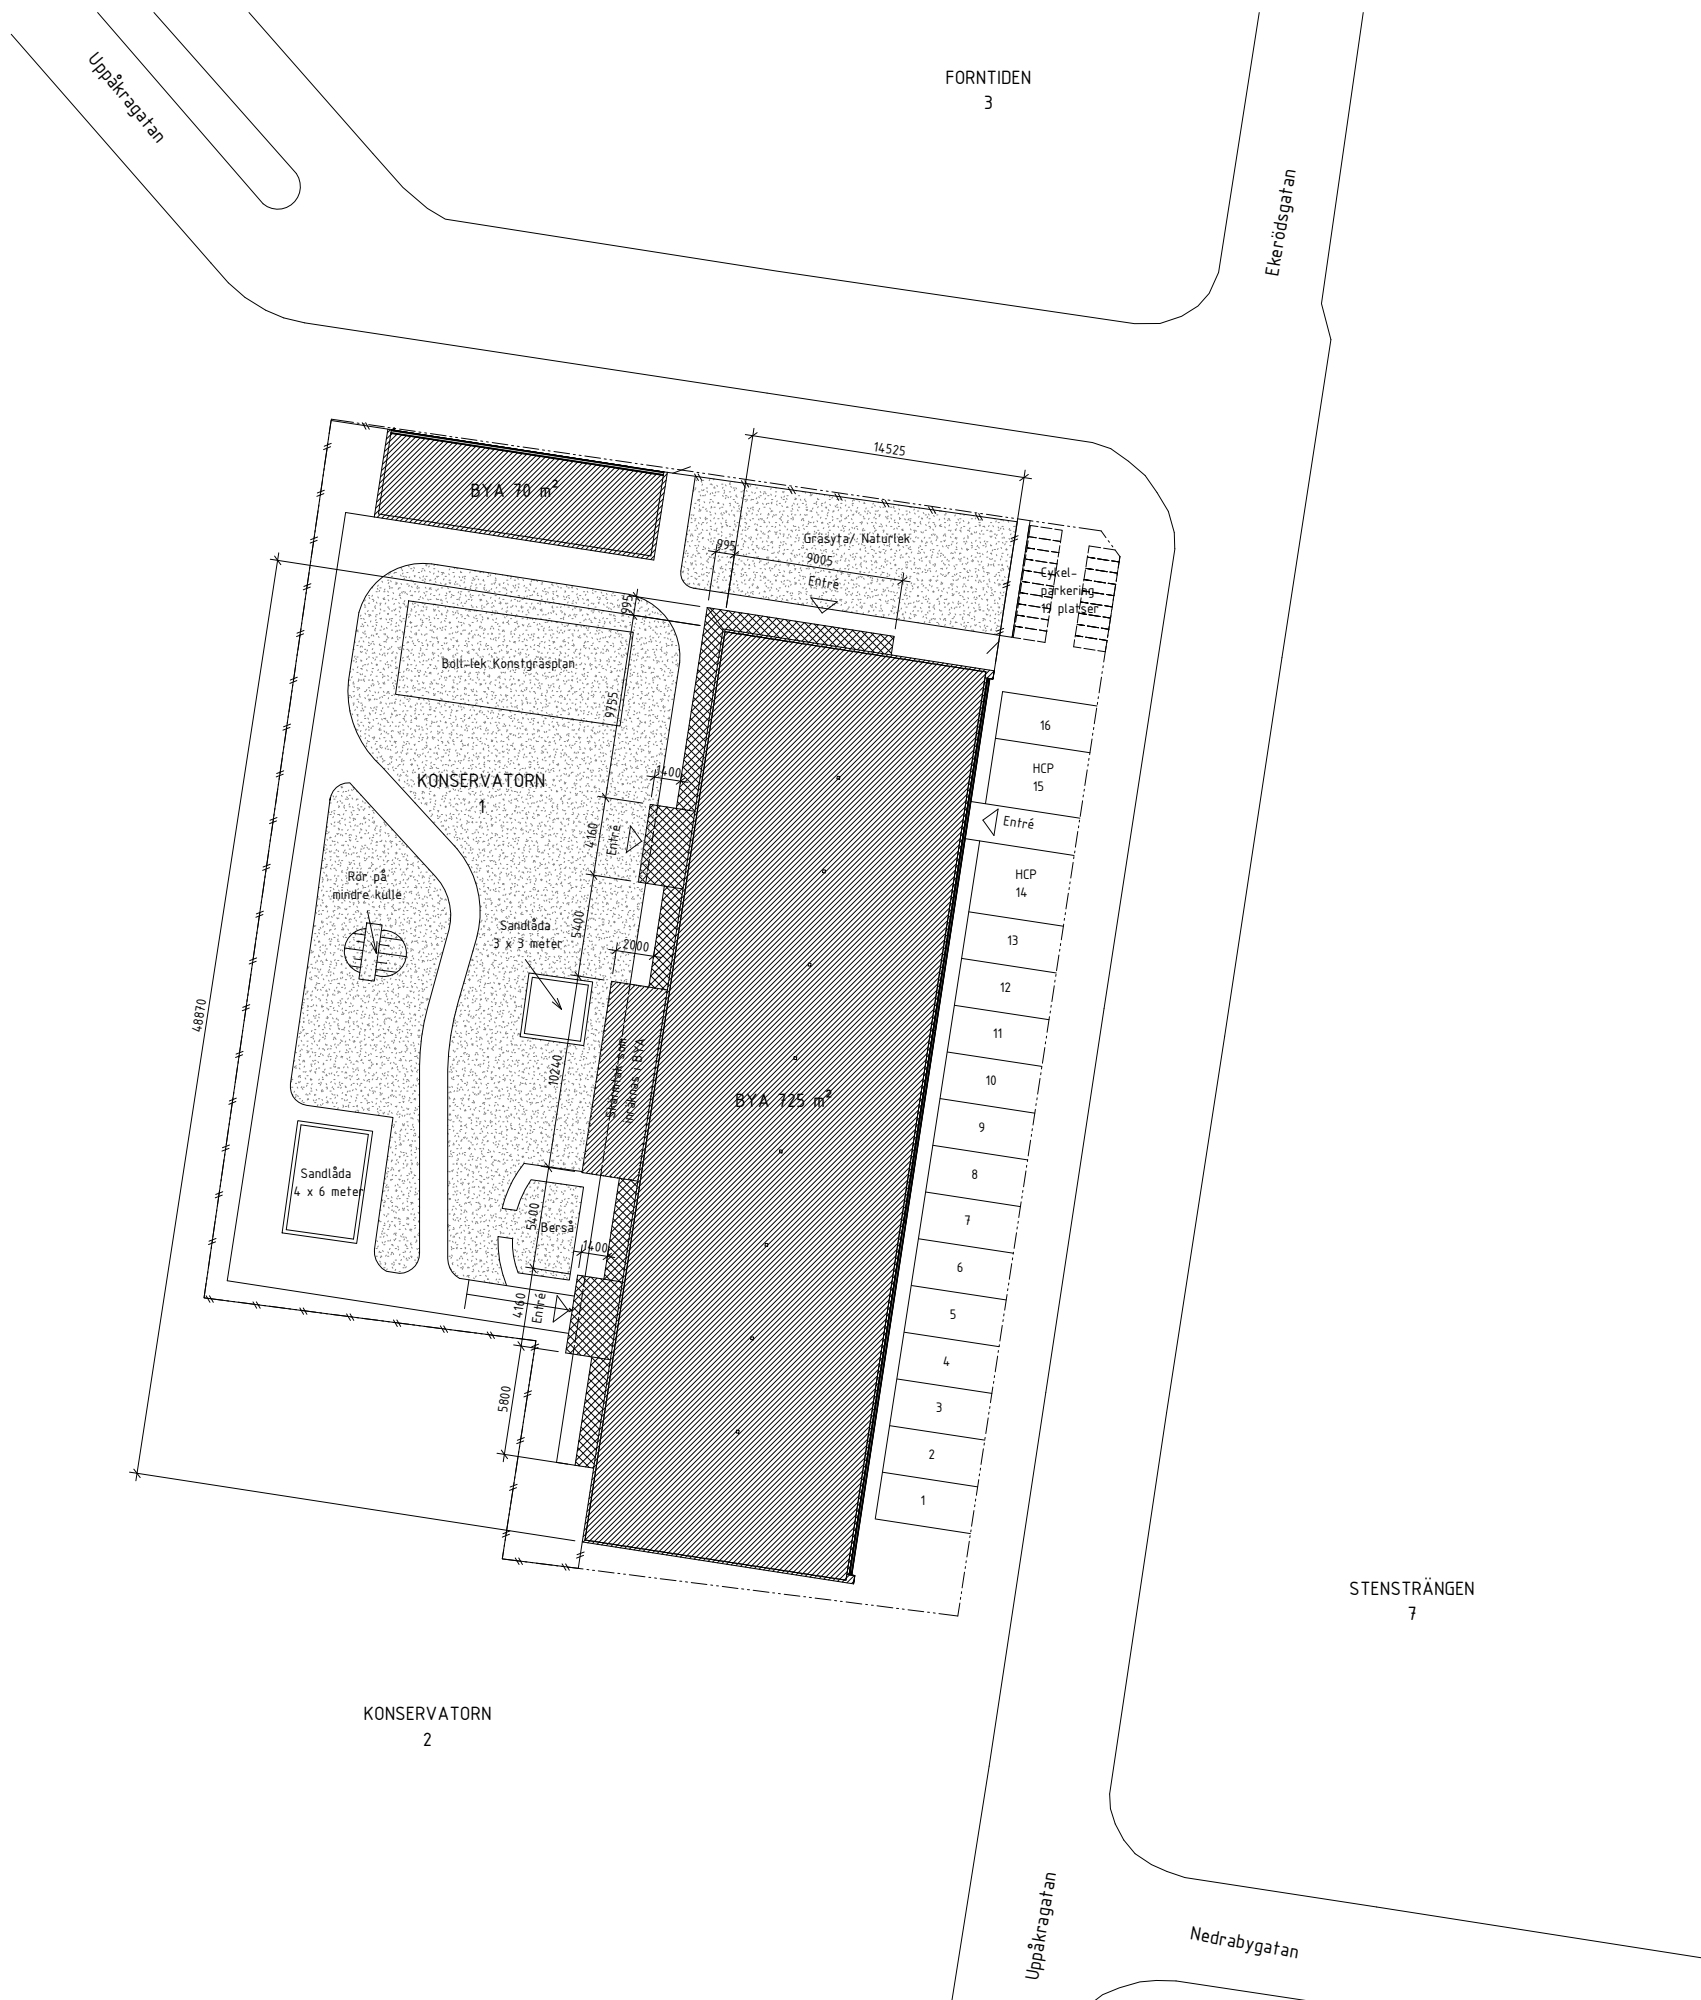 Uppåkragatan
FORNTIDEN
3
Ekerödsgatan
14525
BYA 70 m²
Gräsyta/ Naturlek
995
9005
Entré
Cykel-
parkering
19 platser
995
Boll-lek Konstgräsplan
9755
16
KONSERVATORN
1
1400
HCP
15
4160
Entré
Entré
Rör på
mindre kulle
HCP
14
Sandlåda
3 x 3 meter
5400
2000
13
12
48870
11
10240
Skärmtak som
inräknas i BYA
10
BYA 725 m²
9
Sandlåda
4 x 6 meter
8
5400
Berså
7
1400
6
4160
Entré
5
4
5800
3
2
1
STENSTRÄNGEN
7
KONSERVATORN
2
Uppåkragatan
Nedrabygatan